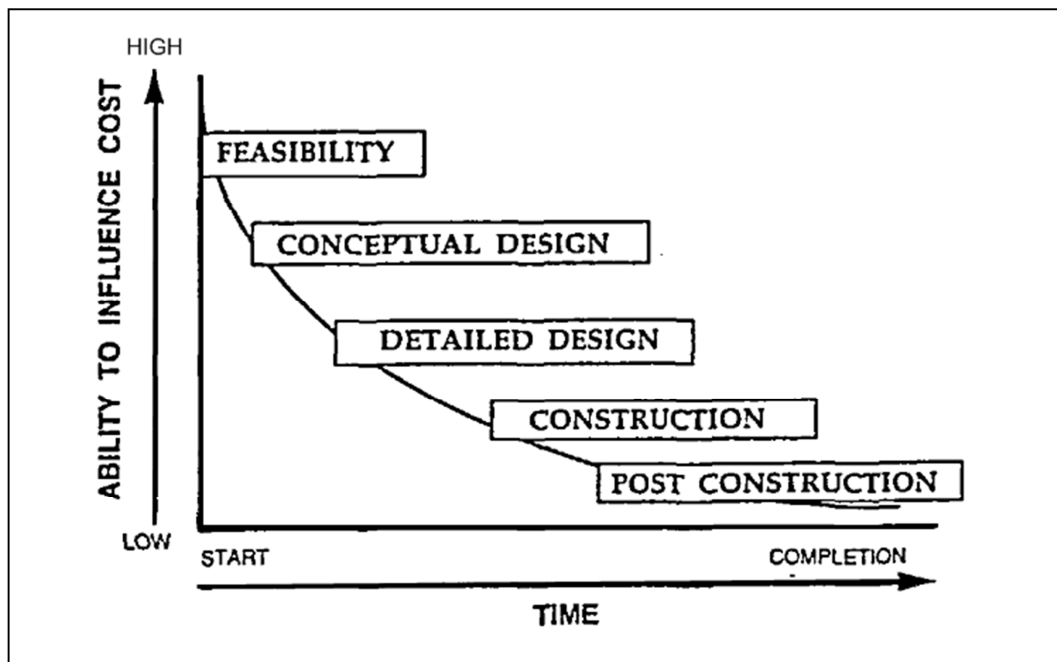 HIGH
ABILITY TO INFLUENCE COST
FEASIBILITY
CONCEPTUAL DESIGN
DETAILED DESIGN
CONSTRUCTION
POST CONSTRUCTION
LOW
START
COMPLETION
TIME